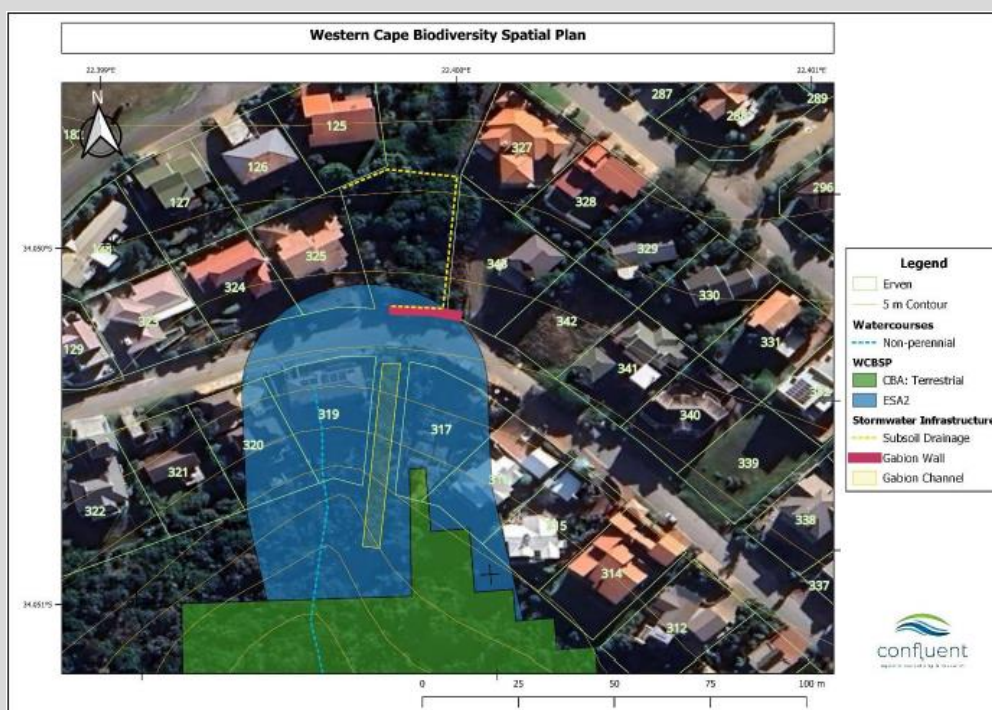 Western Cape Biodiversity Spatial Plan
22.399°E
22.400°E
22.401°E
N
287
289
288
125
327
126
127
296
328
34.050°S
329
325
324
330
342
323
331
129
341
340
319
317
320
339
321
322
338
314
337
34.051°S
312
0 25 50 75 100 m
Legend
Erven
5 m Contour
Watercourses
Non-perennial
WCBSP
CBA: Terrestrial
ESA2
Stormwater Infrastructure
Subsoil Drainage
Gabion Wall
Gabion Channel
confluent